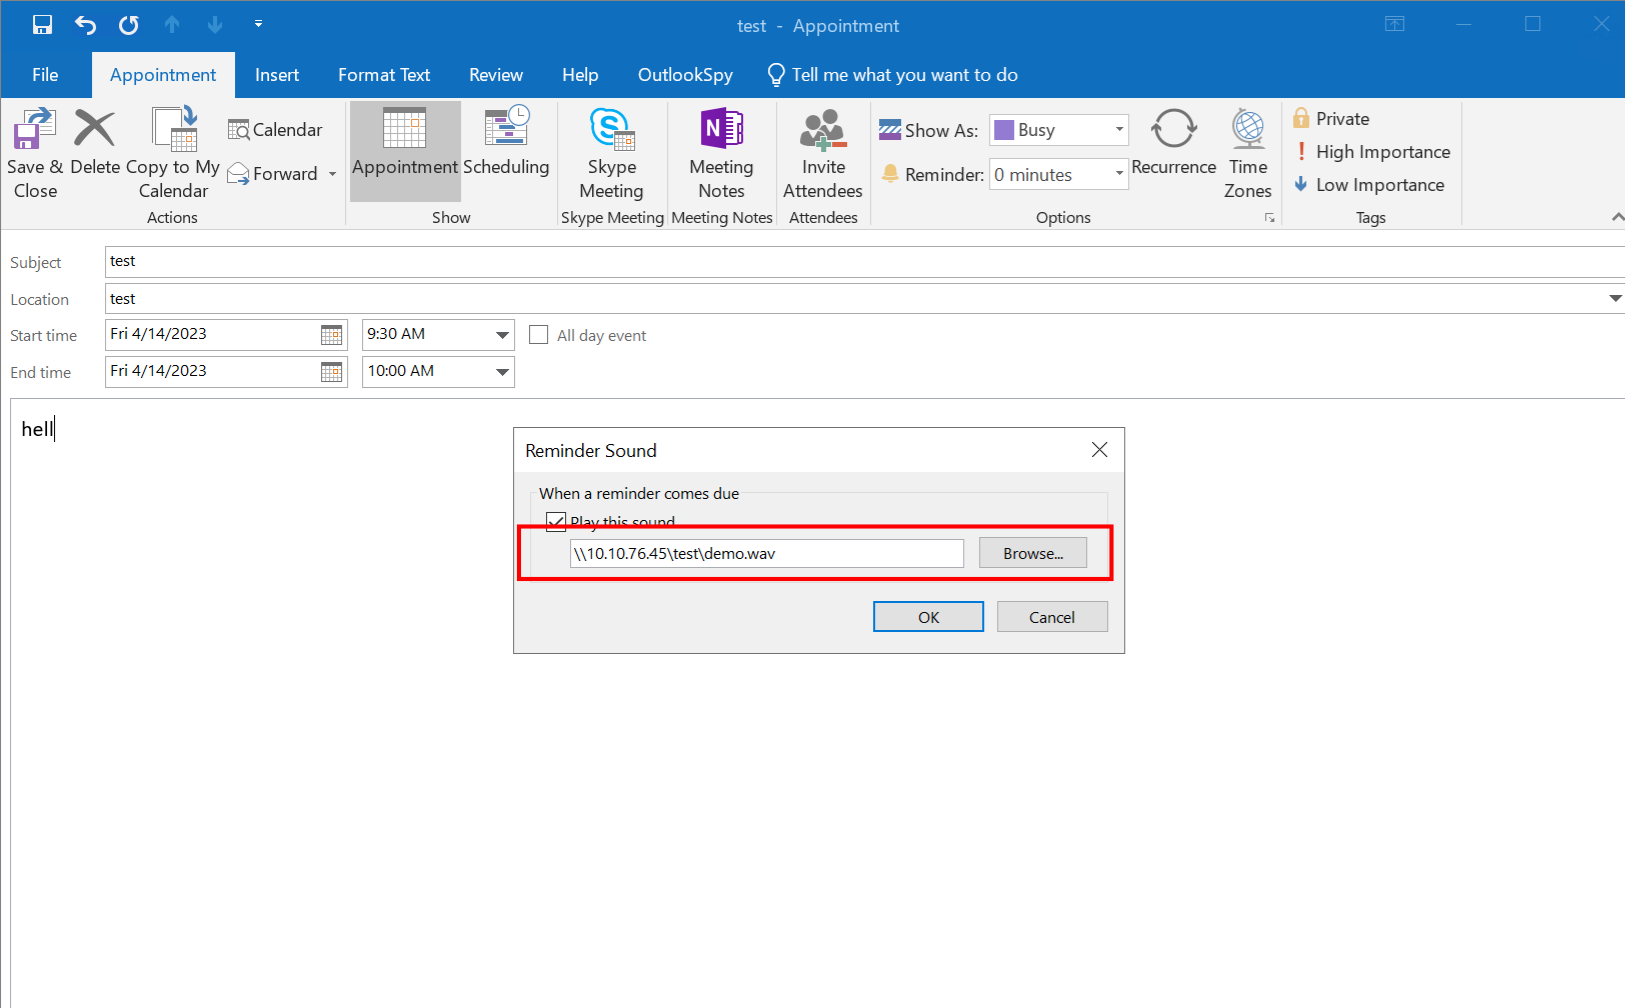 test - Appointment
File Appointment Insert Format Text Review Help OutlookSpy Tell me what you want to do
Save & Close
Delete
Copy to My Calendar
Calendar
Forward
Actions
Appointment
Scheduling
Show
Skype Meeting
Skype Meeting
Meeting Notes
Meeting Notes
Invite Attendees
Attendees
Show As: Busy
Reminder: 0 minutes
Recurrence
Time Zones
Options
Private
High Importance
Low Importance
Tags
Subject test
Location test
Start time Fri 4/14/2023 9:30 AM All day event
End time Fri 4/14/2023 10:00 AM
hell
Reminder Sound
When a reminder comes due
Play this sound
\\10.10.76.45\test\demo.wav Browse...
OK Cancel